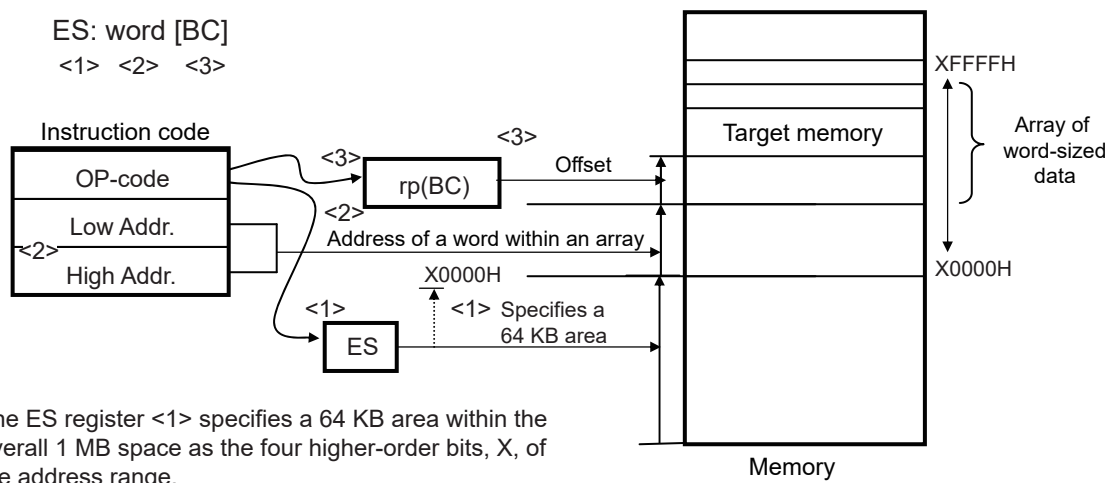 ES: word [BC]
<1> <2> <3>
XFFFFH
Instruction code
<3>
Target memory
Array of
word-sized
data
<3>
OP-code
rp(BC)
Offset
<2>
Low Addr.
<2>
Address of a word within an array
High Addr.
X0000H
X0000H
<1>
<1> Specifies a
64 KB area
ES
ES register <1> specifies a 64 KB area within the
overall 1 MB space as the four higher-order bits, X, of
address range.
Memory